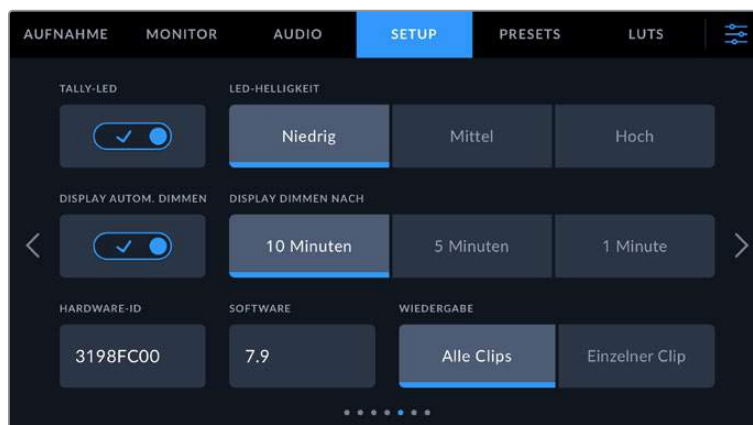 AUFNAHME MONITOR AUDIO SETUP PRESETS LUTS
TALLY-LED LED-HELLIGKEIT
Niedrig Mittel Hoch
DISPLAY AUTOM. DIMMEN DISPLAY DIMMEN NACH
10 Minuten 5 Minuten 1 Minute
HARDWARE-ID SOFTWARE WIEDERGABE
3198FC00 7.9 Alle Clips Einzelner Clip